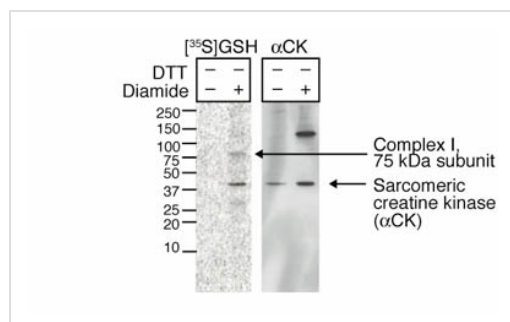 [³⁵S]GSH αCK
DTT – – – –
Diamide – + – +
250
150
100
75
50
37
25
20
10
Complex I,
75 kDa subunit
Sarcomeric
creatine kinase
(αCK)